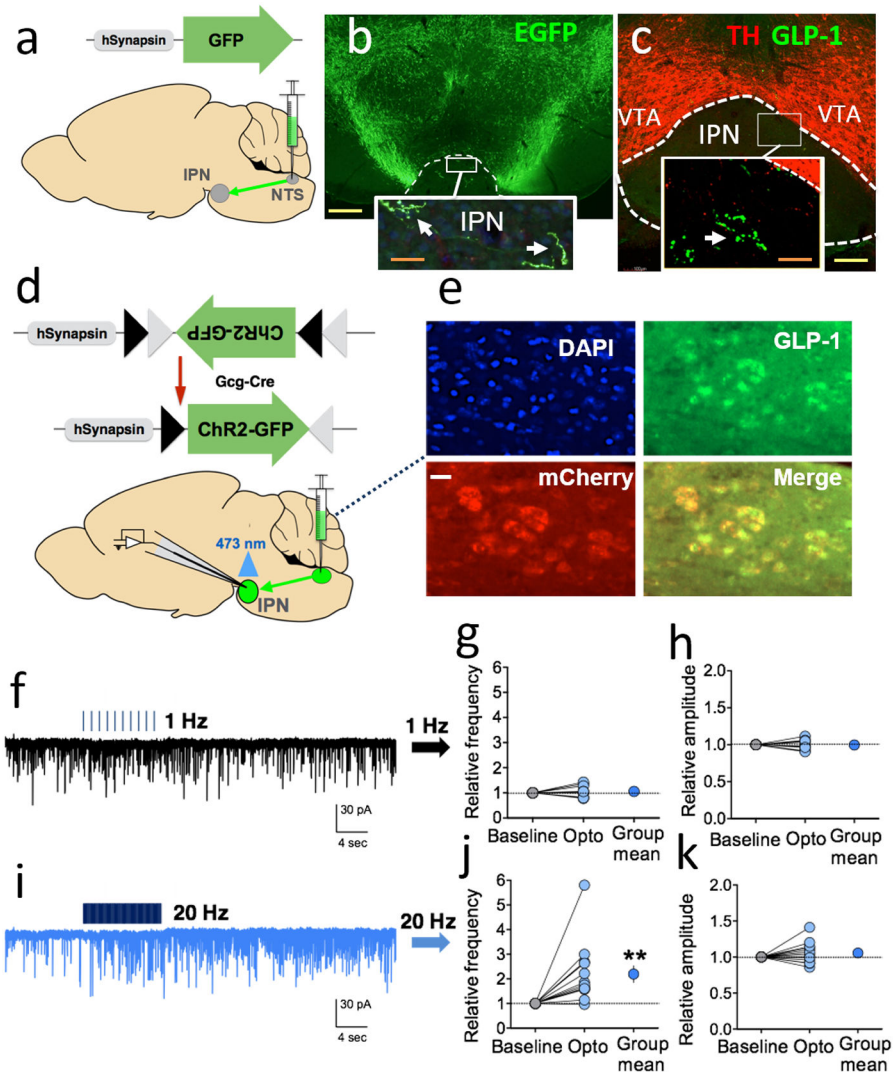 a
hSynapsin
GFP
IPN
NTS
b
EGFP
IPN
c
TH GLP-1
VTA
VTA
IPN
d
hSynapsin
ChR2-GFP
Gcg-Cre
hSynapsin
ChR2-GFP
473 nm
IPN
e
DAPI
GLP-1
mCherry
Merge
f
1 Hz
30 pA
4 sec
1 Hz
g
Relative frequency
6
5
4
3
2
1
Baseline Opto Group
mean
h
Relative amplitude
2.0
1.5
1.0
0.5
0.0
Baseline Opto Group
mean
i
20 Hz
30 pA
4 sec
20 Hz
j
Relative frequency
6
5
4
3
2
1
0
**
Baseline Opto Group
mean
k
Relative amplitude
2.0
1.5
1.0
0.5
0.0
Baseline Opto Group
mean